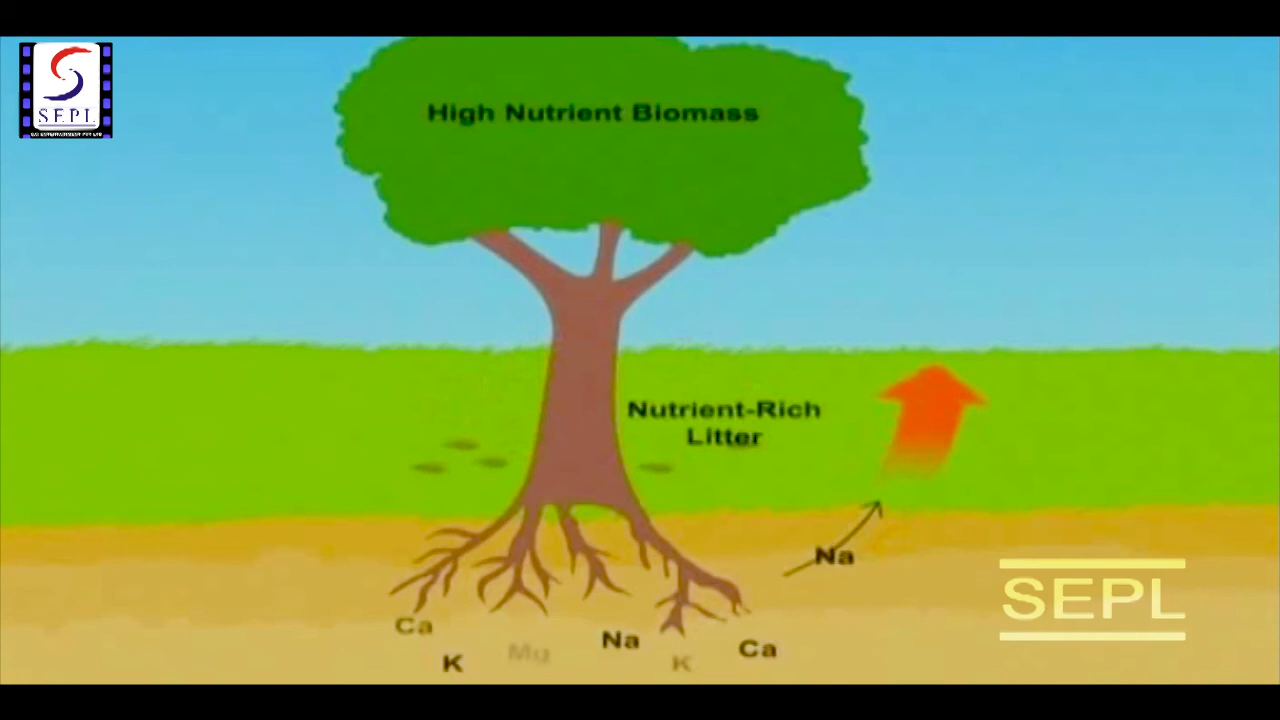 SEPL
High Nutrient Biomass
Nutrient-Rich
Litter
Na
SEPL
Ca
K
Mg
Na
K
Ca